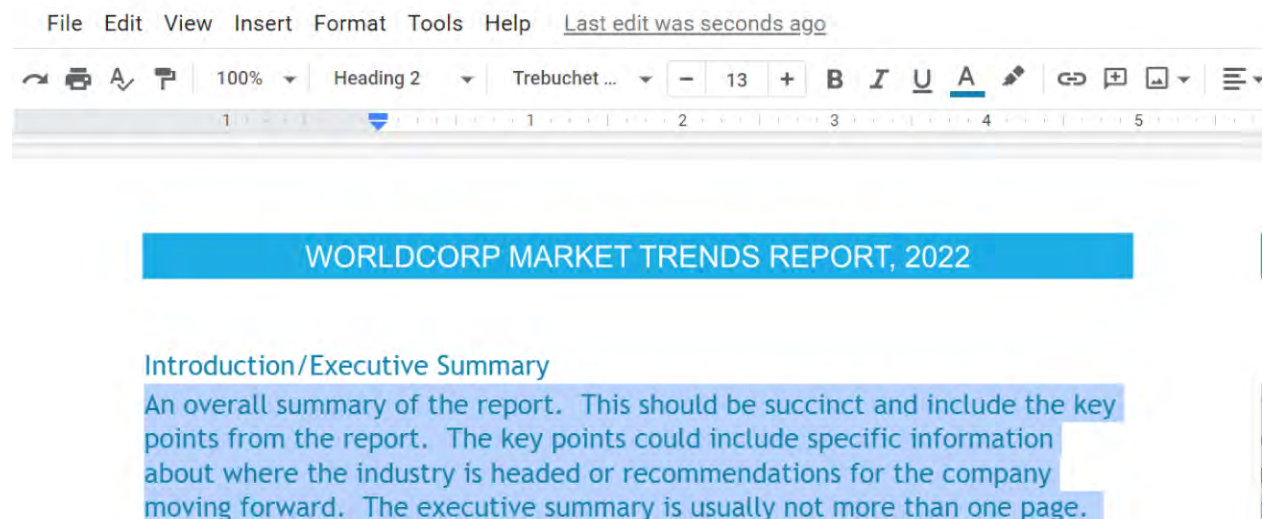 File Edit View Insert Format Tools Help Last edit was seconds ago
100% Heading 2 Trebuchet ... - 13 + B I U A
1 1 2 3 4 5
WORLDCORP MARKET TRENDS REPORT, 2022
Introduction/Executive Summary
An overall summary of the report.  This should be succinct and include the key
points from the report.  The key points could include specific information
about where the industry is headed or recommendations for the company
moving forward.  The executive summary is usually not more than one page.